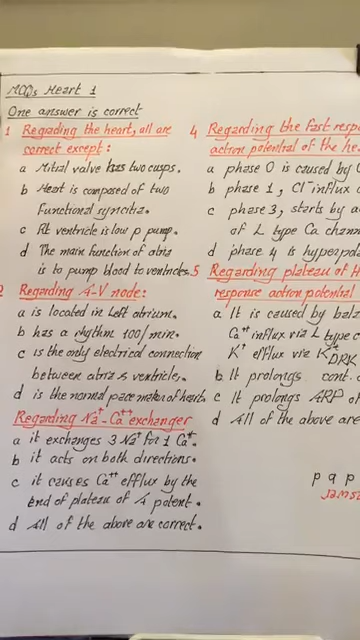 MCQs Heart 1
One answer is correct
1 Regarding the heart, all are
correct except:
a Mitral valve has two cusps.
b Heart is composed of two
Functional syncitia.
c Rt ventricle is low p pump.
d The main function of atria
is to pump blood to ventricles.
2 Regarding A-V node:
a is located in Left atrium.
b has a rhythm 100/min.
c is the only electrical connection
between atria & ventricles.
d is the normal pace maker of heart.
Regarding Na+-Ca++ exchanger
a it exchanges 3 Na+ for 1 Ca++.
b it acts on both directions.
c it causes Ca++ efflux by the
end of plateau of A potent.
d All of the above are correct.
4 Regarding the fast resp
action potential of the hea
a phase 0 is caused by
b phase 1, Cl- influx
c phase 3, starts by a
of L type Ca chann
d phase 4 is hyperpola
5 Regarding plateau of
response action potential
a It is caused by bala
Ca++ influx via L type c
K+ efflux via K+ DRK
b It prolongs cont.
c It prolongs ARP of
d All of the above are
p q p